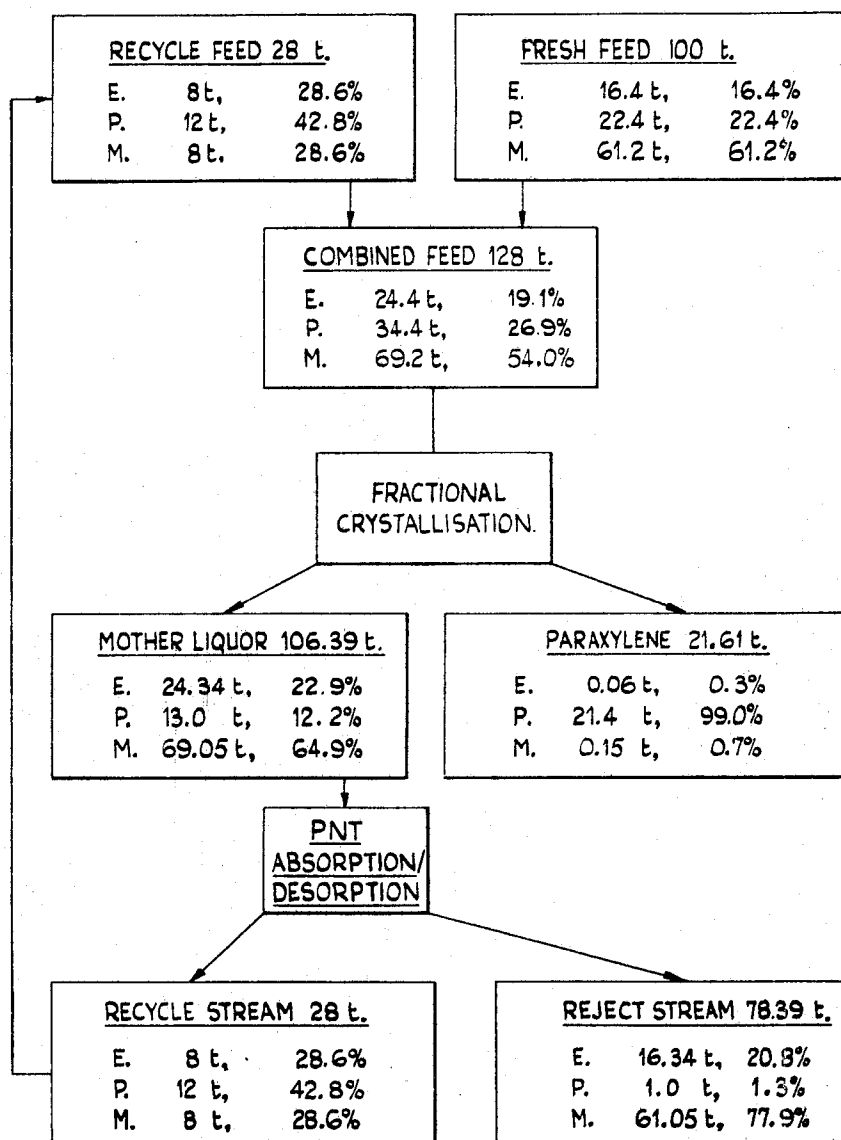 RECYCLE FEED 28 t.
E. 8 t, 28.6%
P. 12 t, 42.8%
M. 8 t, 28.6%
FRESH FEED 100 t.
E. 16.4 t, 16.4%
P. 22.4 t, 22.4%
M. 61.2 t, 61.2%
COMBINED FEED 128 t.
E. 24.4 t, 19.1%
P. 34.4 t, 26.9%
M. 69.2 t, 54.0%
FRACTIONAL
CRYSTALLISATION.
MOTHER LIQUOR 106.39 t.
E. 24.34 t, 22.9%
P. 13.0 t, 12.2%
M. 69.05 t, 64.9%
PARAXYLENE 21.61 t.
E. 0.06 t, 0.3%
P. 21.4 t, 99.0%
M. 0.15 t, 0.7%
PNT
ABSORPTION/
DESORPTION
RECYCLE STREAM 28 t.
E. 8 t, 28.6%
P. 12 t, 42.8%
M. 8 t, 28.6%
REJECT STREAM 78.39 t.
E. 16.34 t, 20.8%
P. 1.0 t, 1.3%
M. 61.05 t, 77.9%